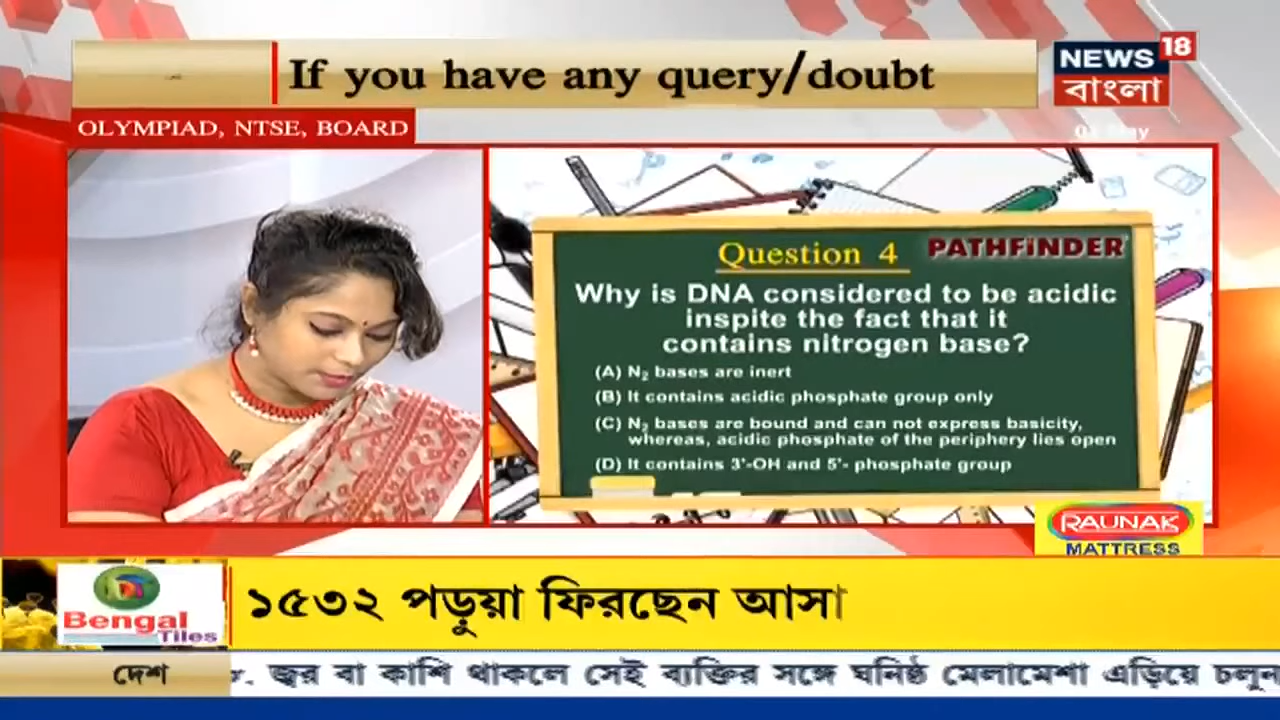 If you have any query/doubt
NEWS 18
বাংলা
OLYMPIAD, NTSE, BOARD
Question 4
PATHFiNDER
Why is DNA considered to be acidic
inspite the fact that it
contains nitrogen base?
(A) N₂ bases are inert
(B) It contains acidic phosphate group only
(C) N₂ bases are bound and can not express basicity,
whereas, acidic phosphate of the periphery lies open
(D) It contains 3'-OH and 5'- phosphate group
RAUNAK
MATTRESS
Bengal
Tiles
১৫৩২ পড়ুয়া ফিরছেন আসা
দেশ
জ্বর বা কাশি থাকলে সেই ব্যক্তির সঙ্গে ঘনিষ্ঠ মেলামেশা এড়িয়ে চলুন